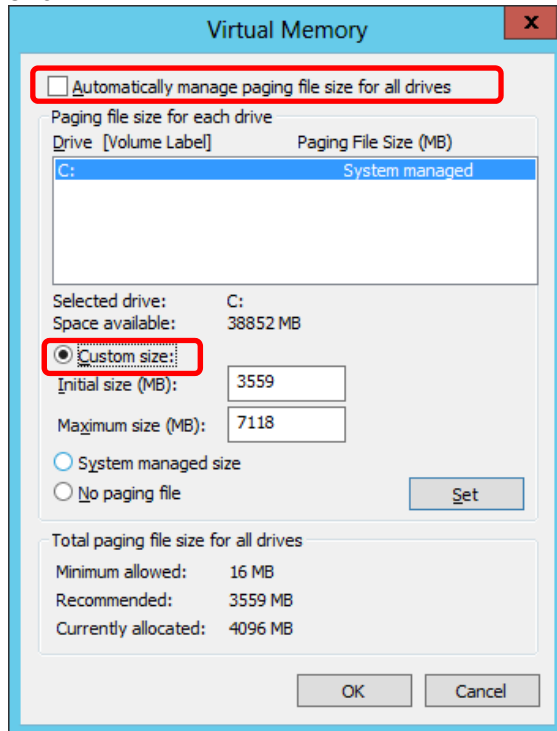 Virtual Memory
x
Automatically manage paging file size for all drives
Paging file size for each drive
Drive [Volume Label] Paging File Size (MB)
C: System managed
Selected drive: C:
Space available: 38852 MB
Custom size:
Initial size (MB): 3559
Maximum size (MB): 7118
System managed size
No paging file Set
Total paging file size for all drives
Minimum allowed: 16 MB
Recommended: 3559 MB
Currently allocated: 4096 MB
OK Cancel